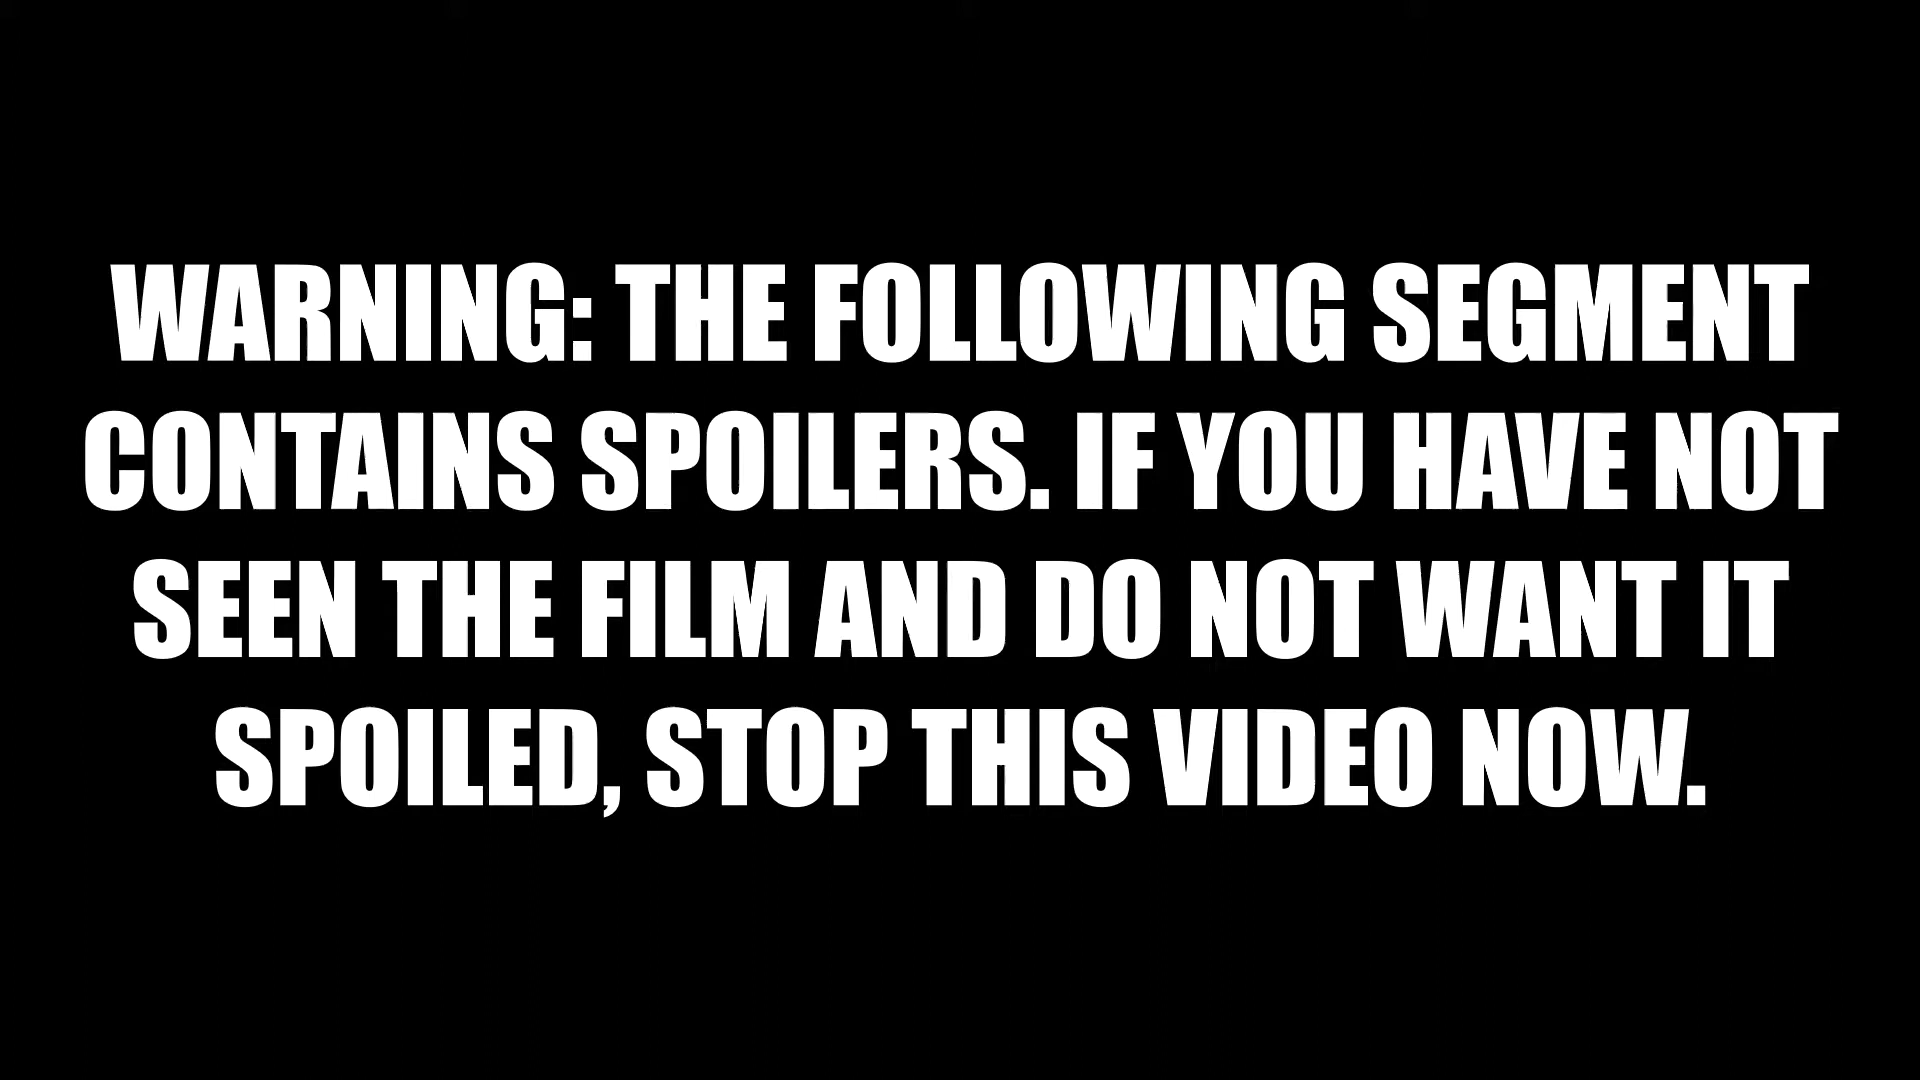 WARNING: THE FOLLOWING SEGMENT
CONTAINS SPOILERS. IF YOU HAVE NOT
SEEN THE FILM AND DO NOT WANT IT
SPOILED, STOP THIS VIDEO NOW.